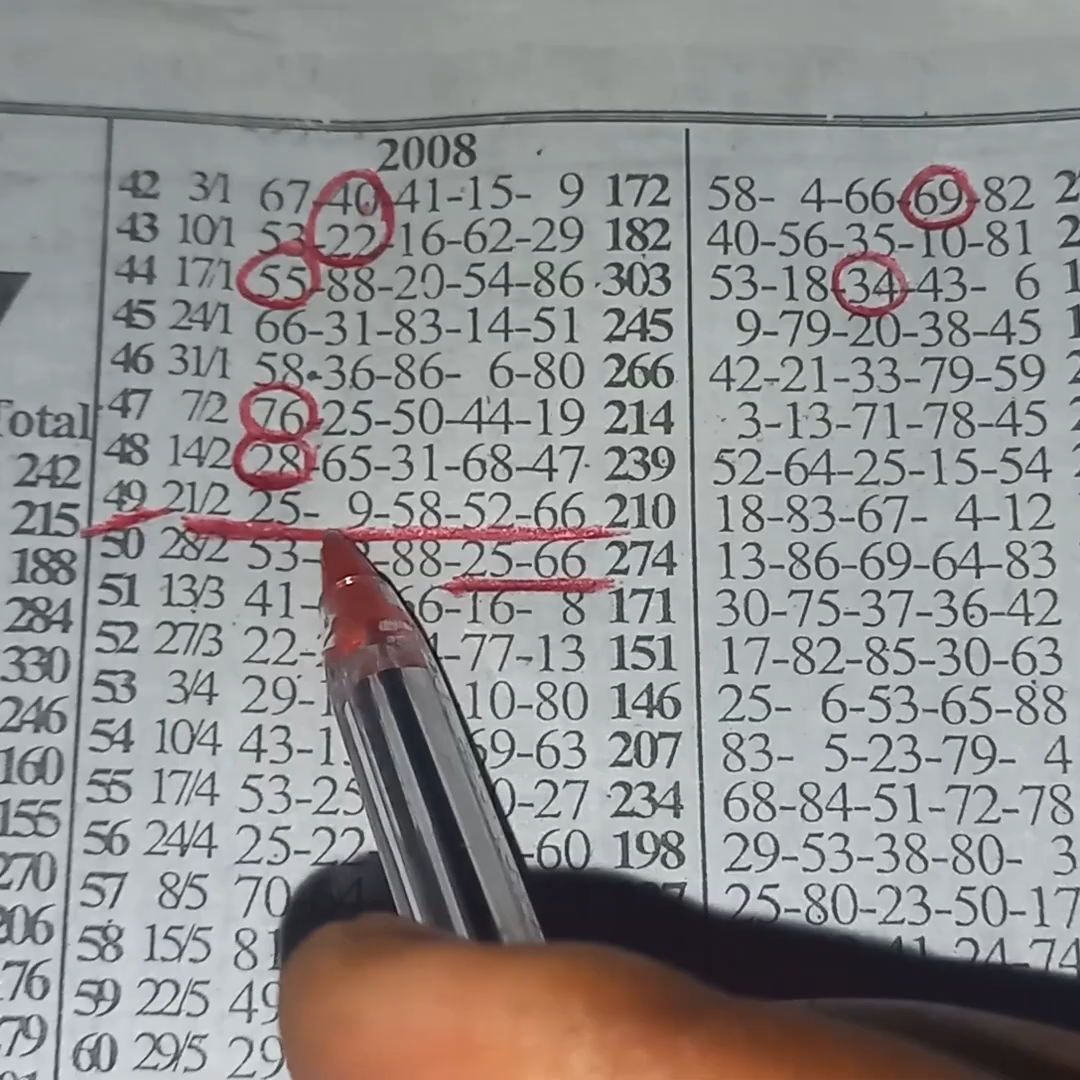 2008
42 3/1 67-40-41-15- 9 172 58- 4-66-69-82
43 10/1 53-22-16-62-29 182 40-56-35-10-81
44 17/1 55-88-20-54-86 303 53-18-34-43- 6
45 24/1 66-31-83-14-51 245 9-79-20-38-45
46 31/1 58-36-86- 6-80 266 42-21-33-79-59
Total 47 7/2 76-25-50-44-19 214 3-13-71-78-45
242 48 14/2 28-65-31-68-47 239 52-64-25-15-54
215 49 21/2 25- 9-58-52-66 210 18-83-67- 4-12
188 50 28/2 53- -88-25-66 274 13-86-69-64-83
284 51 13/3 41- 66-16- 8 171 30-75-37-36-42
330 52 27/3 22- -77-13 151 17-82-85-30-63
246 53 3/4 29- 10-80 146 25- 6-53-65-88
160 54 10/4 43- 69-63 207 83- 5-23-79- 4
155 55 17/4 53-25 -27 234 68-84-51-72-78
270 56 24/4 25-22 -60 198 29-53-38-80- 3
206 57 8/5 70 25-80-23-50-17
76 58 15/5 81 24-74
79 59 22/5 49
60 29/5 29